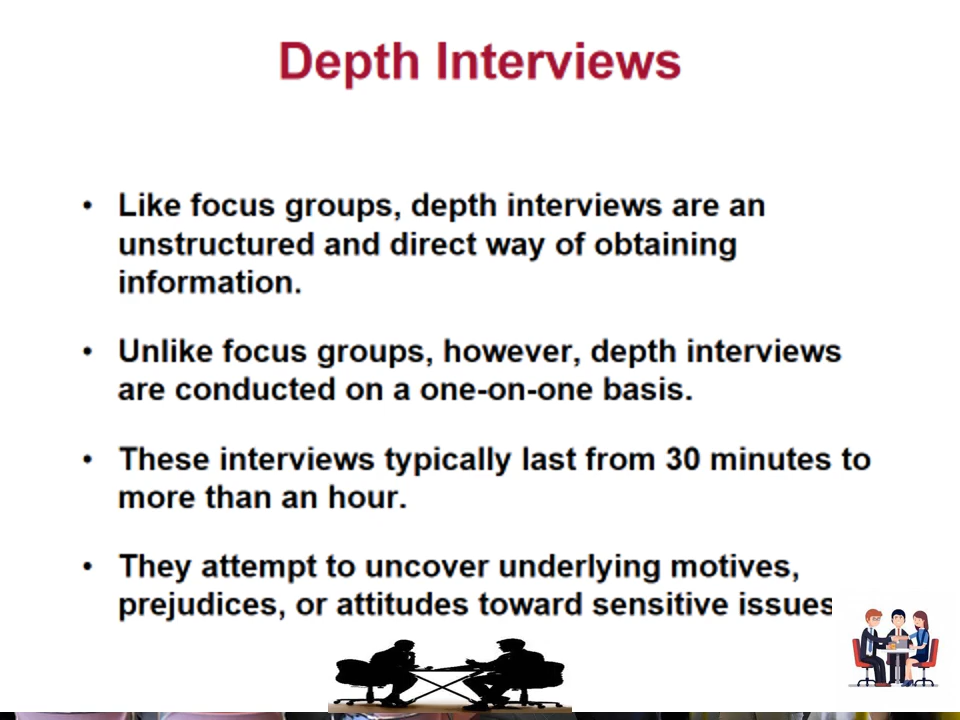 Depth Interviews
• Like focus groups, depth interviews are an
unstructured and direct way of obtaining
information.
• Unlike focus groups, however, depth interviews
are conducted on a one-on-one basis.
• These interviews typically last from 30 minutes to
more than an hour.
• They attempt to uncover underlying motives,
prejudices, or attitudes toward sensitive issues